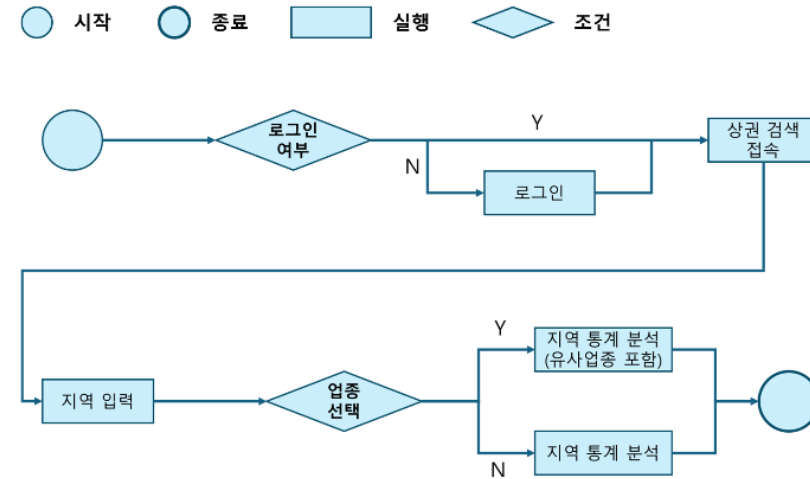 시작 종료 실행 조건
로그인
여부
Y
N
로그인
상권 검색
접속
지역 입력
업종
선택
Y
지역 통계 분석
(유사업종 포함)
N
지역 통계 분석